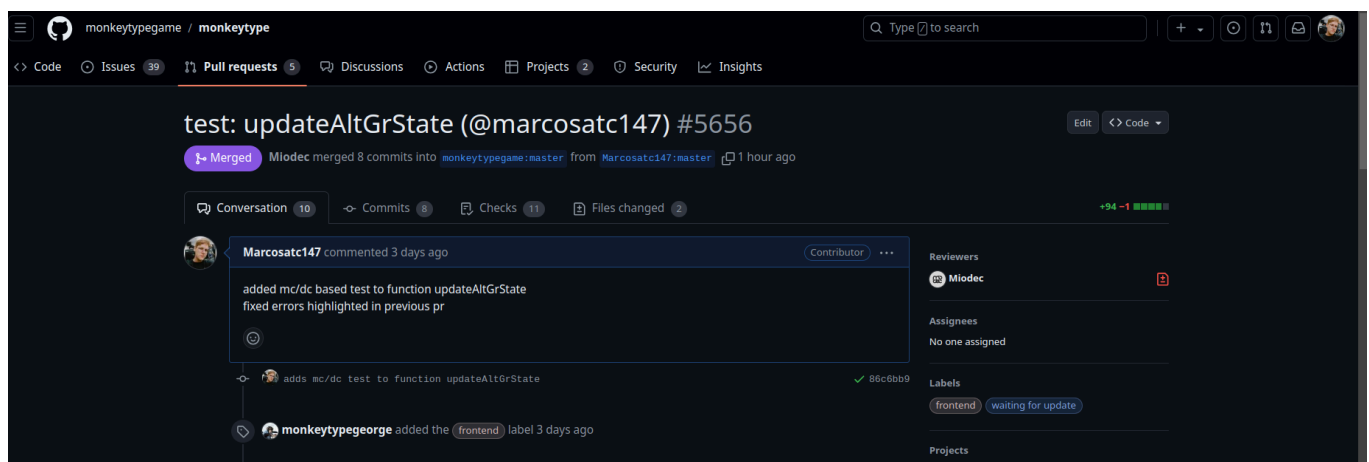 monkeytypegame / monkeytype
Type / to search
Code Issues 39 Pull requests 5 Discussions Actions Projects 2 Security Insights
test: updateAltGrState (@marcosatc147) #5656
Edit <> Code
Merged Miodec merged 8 commits into monkeytypegame:master from Marcosatc147:master 1 hour ago
Conversation 10 Commits 8 Checks 11 Files changed 2
+94 −1
Marcosatc147 commented 3 days ago
Contributor ...
added mc/dc based test to function updateAltGrState
fixed errors highlighted in previous pr
adds mc/dc test to function updateAltGrState
86c6bb9
monkeytypegeorge added the frontend label 3 days ago
Reviewers
Miodec
Assignees
No one assigned
Labels
frontend waiting for update
Projects